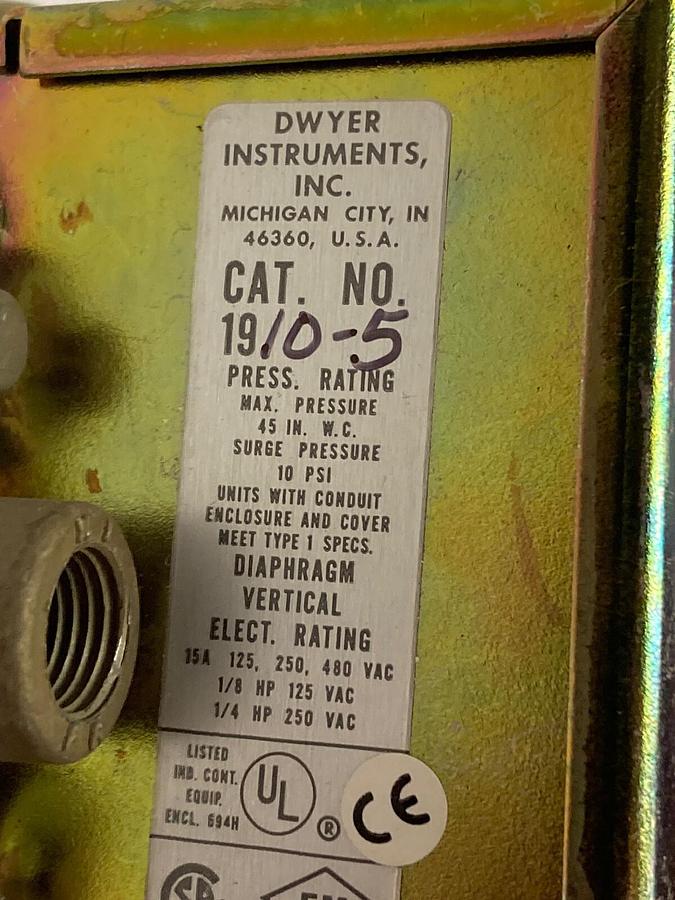 DWYER
INSTRUMENTS,
INC.
MICHIGAN CITY, IN
46360, U.S.A.
CAT. NO.
1910-5
PRESS. RATING
MAX. PRESSURE
45 IN. W.C.
SURGE PRESSURE
10 PSI
UNITS WITH CONDUIT
ENCLOSURE AND COVER
MEET TYPE 1 SPECS.
DIAPHRAGM
VERTICAL
ELECT. RATING
15A 125, 250, 480 VAC
1/8 HP 125 VAC
1/4 HP 250 VAC
LISTED
IND. CONT.
EQUIP.
ENCL. 694H
UL
®
CE